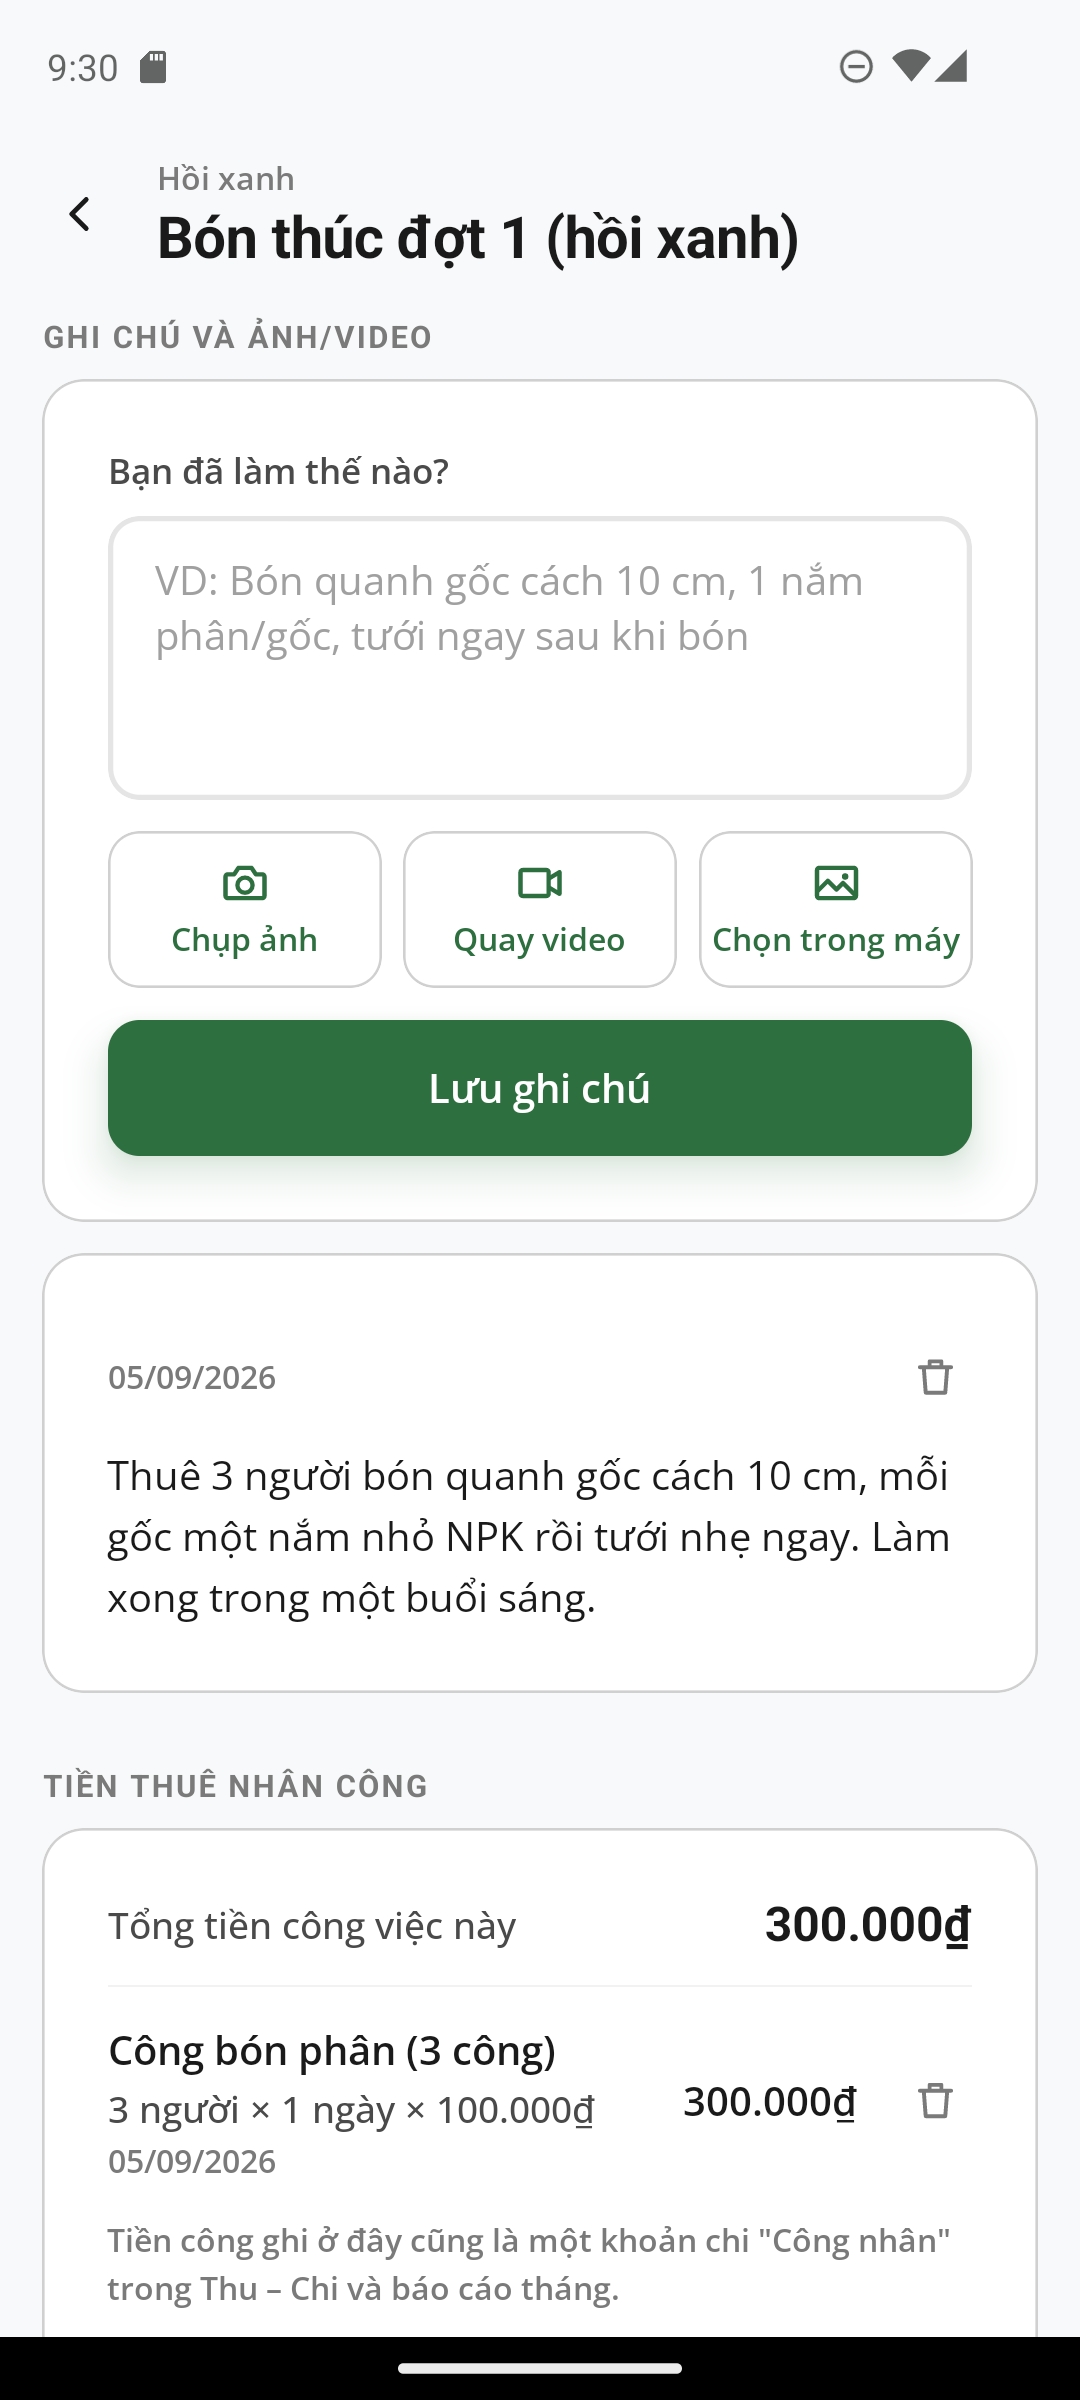 9:30
Hồi xanh
Bón thúc đợt 1 (hồi xanh)
GHI CHÚ VÀ ẢNH/VIDEO
Bạn đã làm thế nào?
VD: Bón quanh gốc cách 10 cm, 1 nắm
phân/gốc, tưới ngay sau khi bón
Chụp ảnh
Quay video
Chọn trong máy
Lưu ghi chú
05/09/2026
Thuê 3 người bón quanh gốc cách 10 cm, mỗi
gốc một nắm nhỏ NPK rồi tưới nhẹ ngay. Làm
xong trong một buổi sáng.
TIỀN THUÊ NHÂN CÔNG
Tổng tiền công việc này
300.000₫
Công bón phân (3 công)
3 người × 1 ngày × 100.000₫
300.000₫
05/09/2026
Tiền công ghi ở đây cũng là một khoản chi "Công nhân"
trong Thu – Chi và báo cáo tháng.